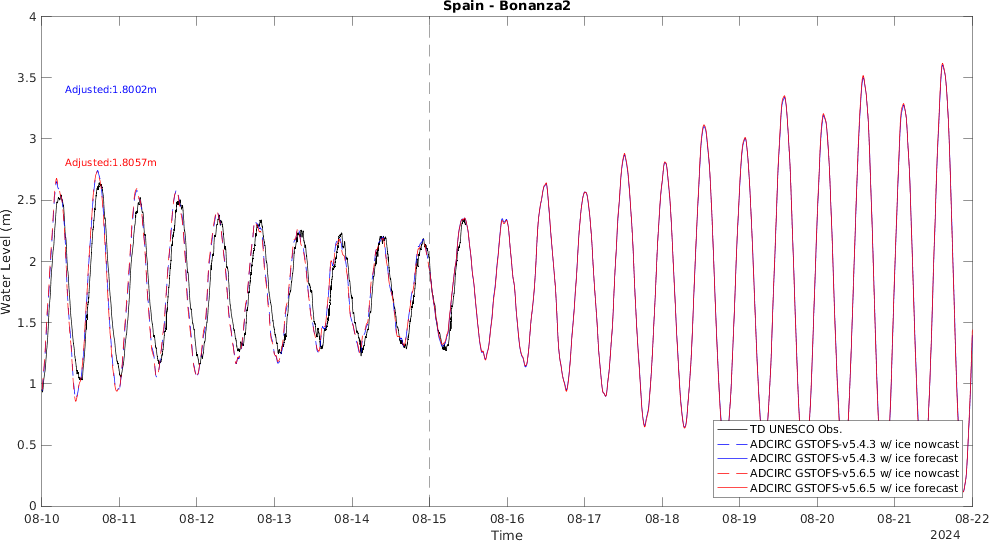 Spain - Bonanza2
4
3.5
3
2.5
2
1.5
1
0.5
0
Water Level (m)
Adjusted:1.8002m
Adjusted:1.8057m
TD UNESCO Obs.
ADCIRC GSTOFS-v5.4.3 w/ ice nowcast
ADCIRC GSTOFS-v5.4.3 w/ ice forecast
ADCIRC GSTOFS-v5.6.5 w/ ice nowcast
ADCIRC GSTOFS-v5.6.5 w/ ice forecast
08-10 08-11 08-12 08-13 08-14 08-15 08-16 08-17 08-18 08-19 08-20 08-21 08-22
Time
2024